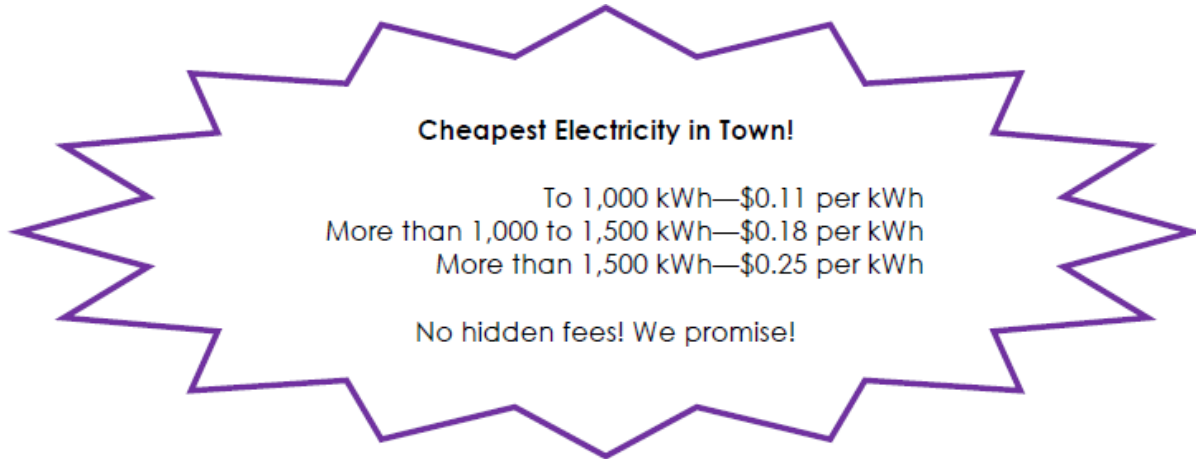 Cheapest Electricity in Town!
To 1,000 kWh—$0.11 per kWh
More than 1,000 to 1,500 kWh—$0.18 per kWh
More than 1,500 kWh—$0.25 per kWh
No hidden fees! We promise!